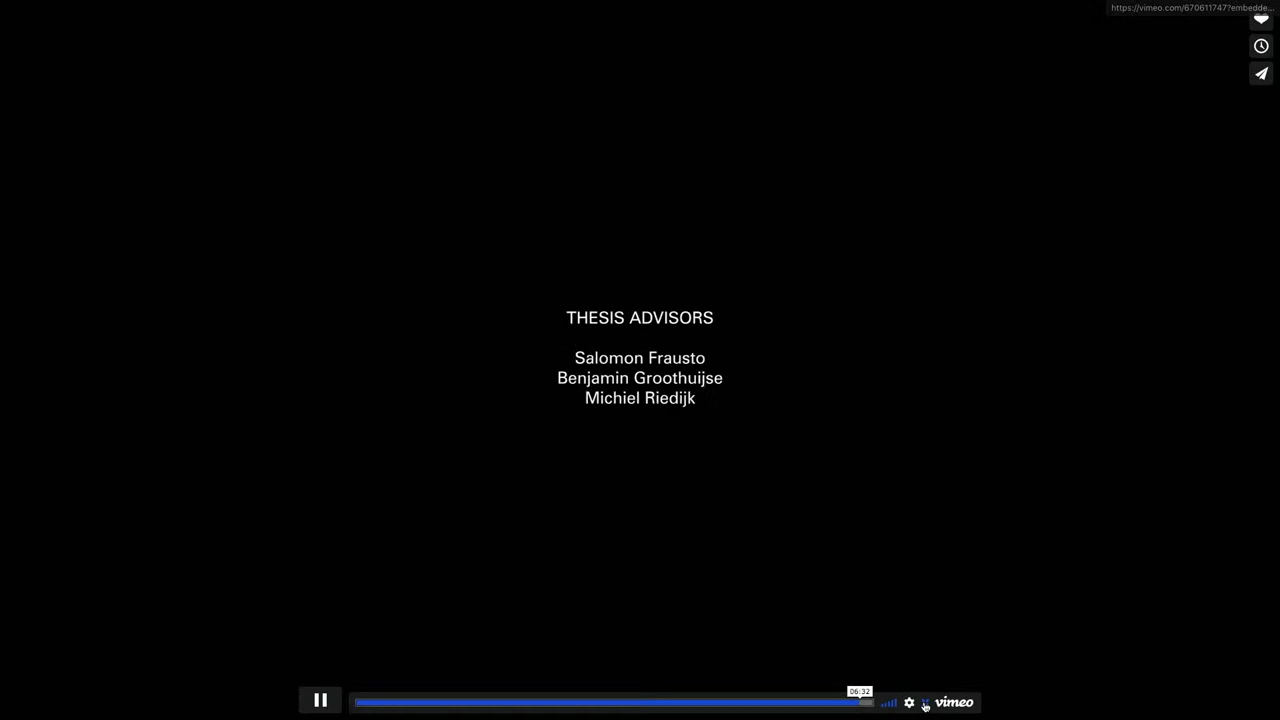 https://vimeo.com/670611747?embedde...
THESIS ADVISORS
Salomon Frausto
Benjamin Groothuijse
Michiel Riedijk
06:32
vimeo